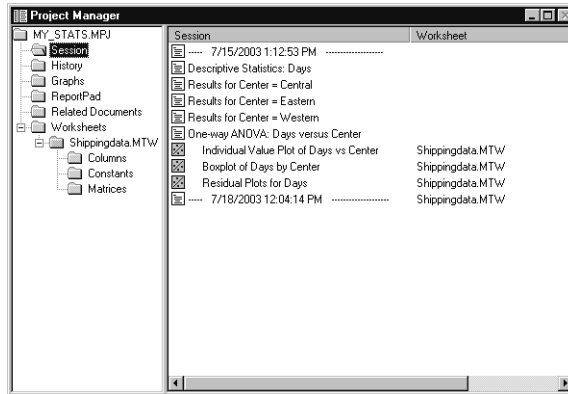 Project Manager
MY_STATS.MPJ
Session
History
Graphs
ReportPad
Related Documents
Worksheets
Shippingdata.MTW
Columns
Constants
Matrices
Session Worksheet
----- 7/15/2003 1:12:53 PM -------------------
Descriptive Statistics: Days
Results for Center = Central
Results for Center = Eastern
Results for Center = Western
One-way ANOVA: Days versus Center
Individual Value Plot of Days vs Center Shippingdata.MTW
Boxplot of Days by Center Shippingdata.MTW
Residual Plots for Days Shippingdata.MTW
----- 7/18/2003 12:04:14 PM ------------------- Shippingdata.MTW